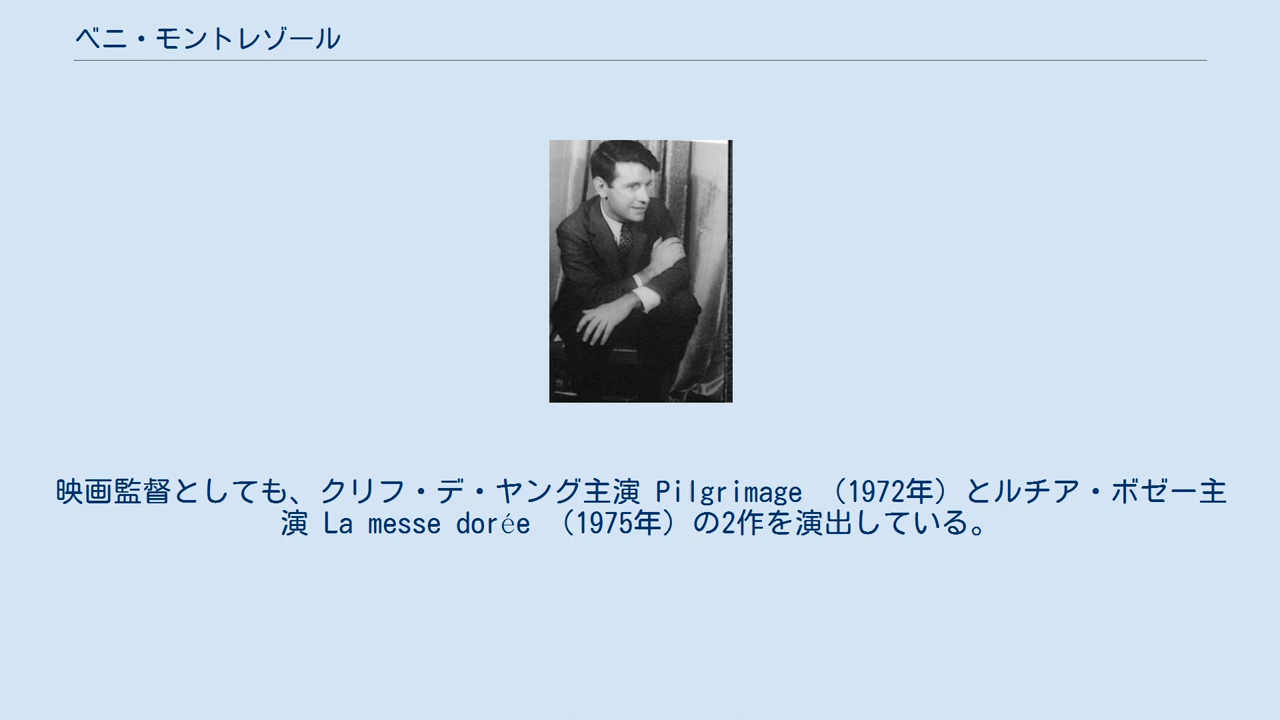 ベニ・モントレゾール
映画監督としても、クリフ・デ・ヤング主演 Pilgrimage （1972年）とルチア・ボゼー主
演 La messe dorée （1975年）の2作を演出している。